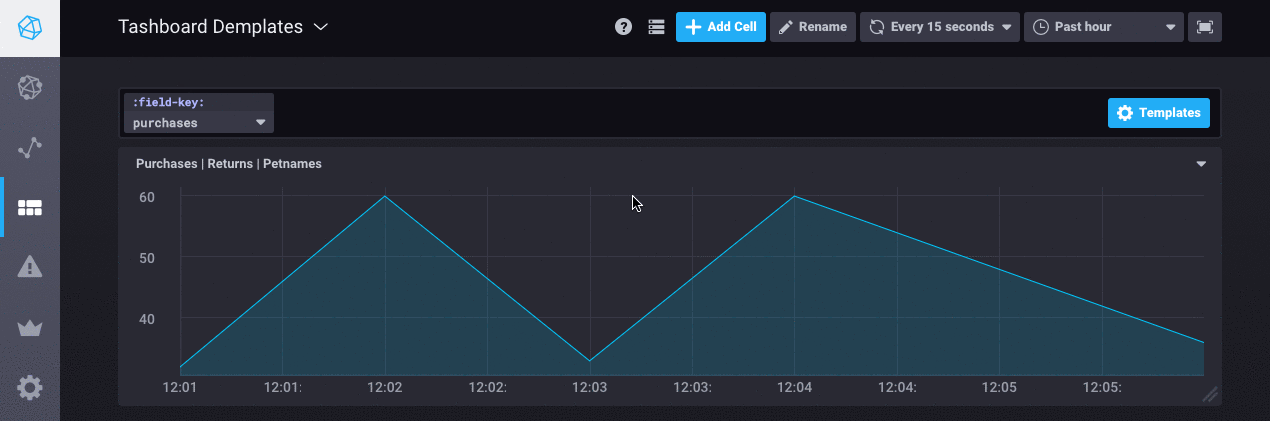 Tashboard Demplates
? Add Cell Rename Every 15 seconds Past hour
:field-key:
purchases
Templates
Purchases | Returns | Petnames
60
50
40
12:01 12:01: 12:02 12:02: 12:03 12:03: 12:04 12:04: 12:05 12:05: